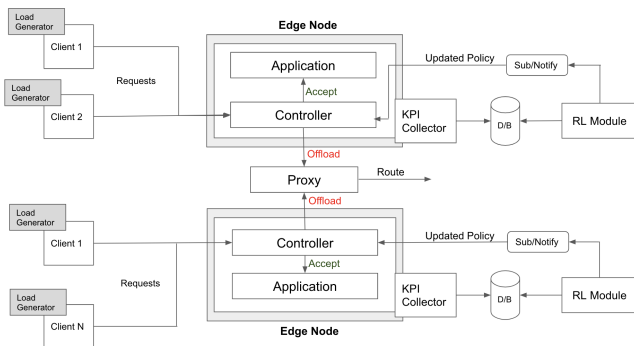 Edge Node
Load
Generator
Client 1
Application
Updated Policy
Sub/Notify
Requests
Accept
Load
Generator
Client 2
Controller
KPI
Collector
D/B
RL Module
Offload
Proxy
Route
Offload
Load
Generator
Client 1
Controller
Updated Policy
Sub/Notify
Accept
Requests
Application
KPI
Collector
D/B
RL Module
Load
Generator
Client N
Edge Node